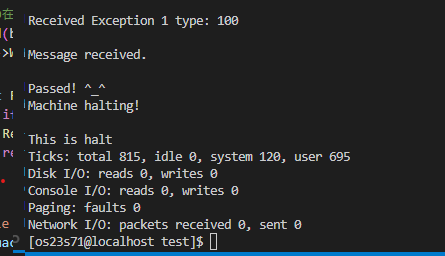 Received Exception 1 type: 100
Message received.
Passed! ^_^
Machine halting!
This is halt
Ticks: total 815, idle 0, system 120, user 695
Disk I/O: reads 0, writes 0
Console I/O: reads 0, writes 0
Paging: faults 0
Network I/O: packets received 0, sent 0
[os23s71@localhost test]$